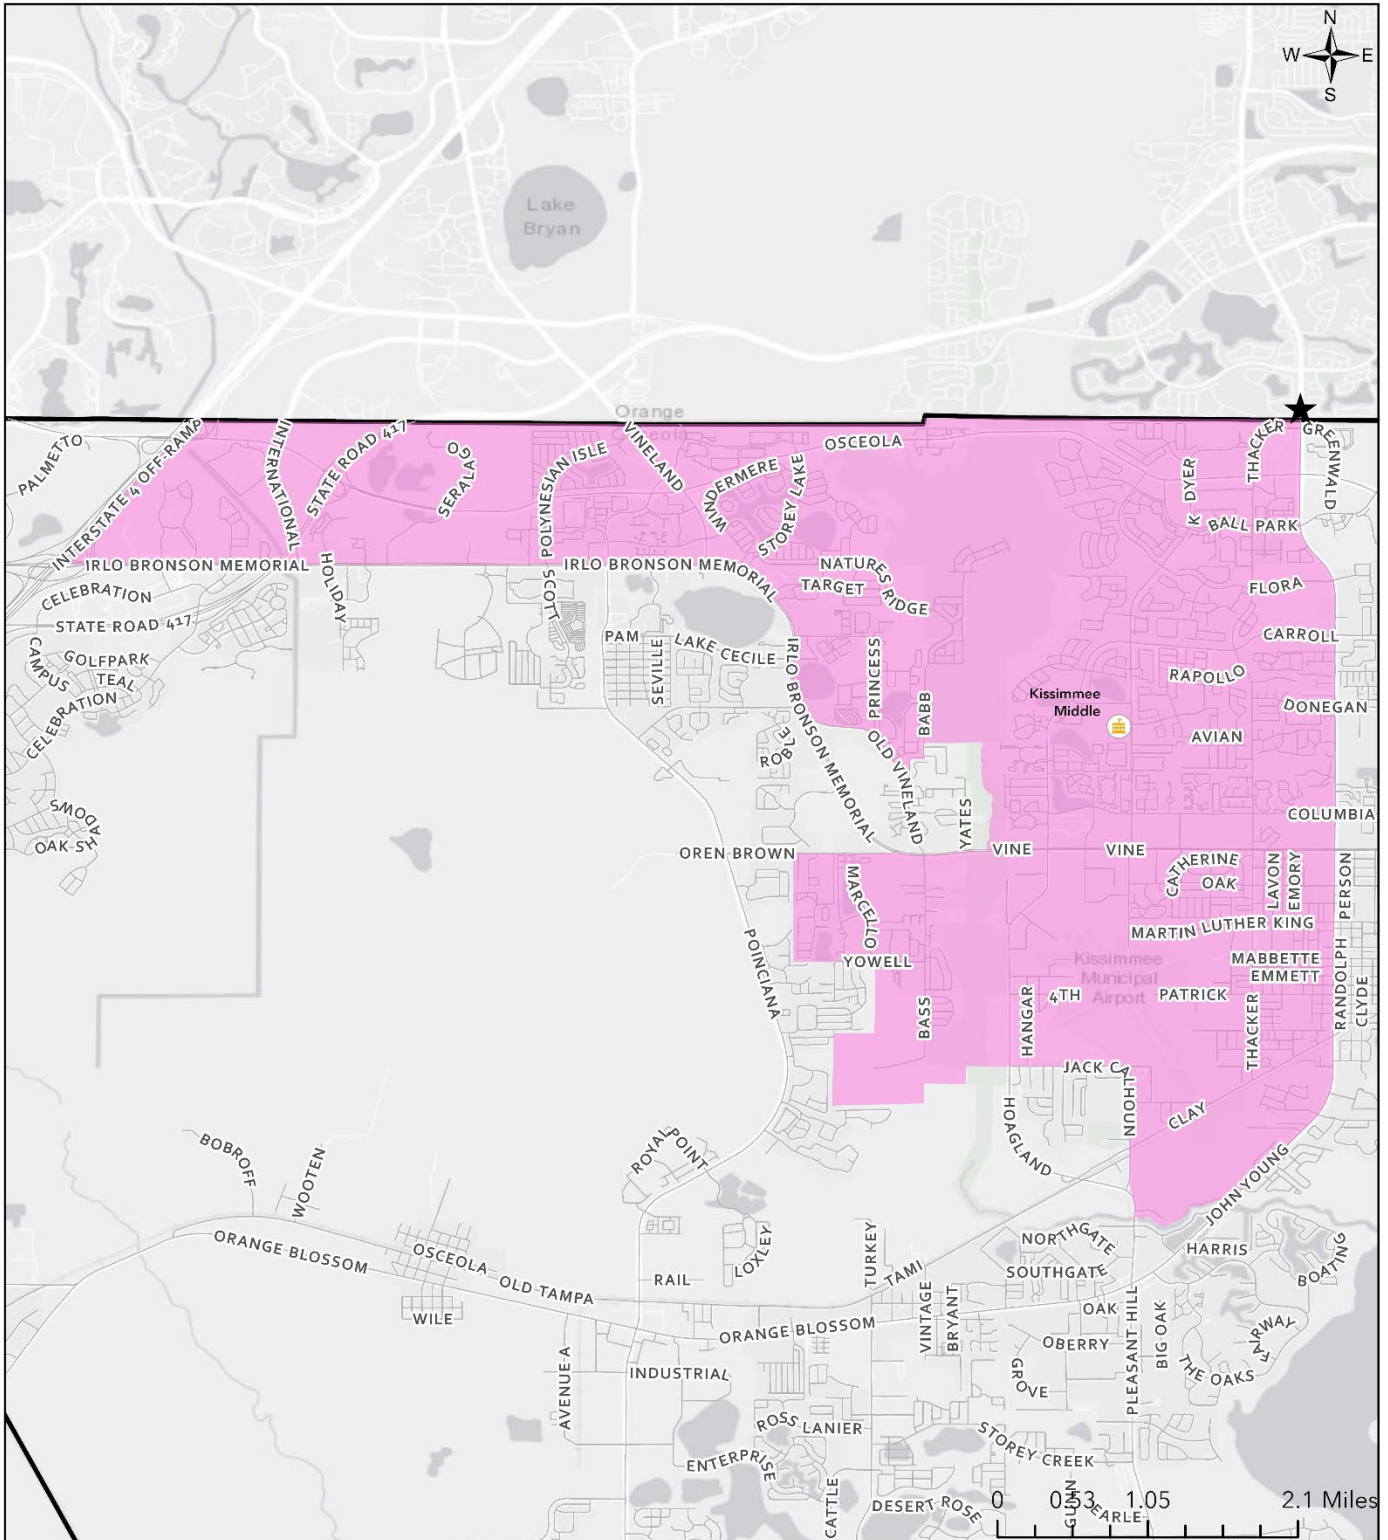 N
W E
S
Lake
Bryan
Orange
Osceola
PALMETTO
INTERSTATE 4 OFF-RAMP
INTERNATIONAL
STATE ROAD 417
SERALAGO
POLYNESIAN ISLE
VINELAND
WINDERMERE
STOREY LAKE
OSCEOLA
K DYER
THACKER
GREENWALD
BALL PARK
IRLO BRONSON MEMORIAL
HOLIDAY
SCOTT
IRLO BRONSON MEMORIAL
NATURES RIDGE
TARGET
FLORA
CELEBRATION
STATE ROAD 417
CAMPUS
GOLFPARK
TEAL
CELEBRATION
PAM
SEVILLE
LAKE CECILE
IRLO BRONSON MEMORIAL
PRINCESS
BABB
CARROLL
RAPOLLO
Kissimmee
Middle
DONEGAN
AVIAN
OLD VINELAND
YATES
COLUMBIA
OREN BROWN
VINE
VINE
CATHERINE
OAK
LAVON
EMORY
PERSON
MARCELLO
MARTIN LUTHER KING
YOWELL
POINCIANA
Kissimmee
Municipal
Airport
MABBETTE
EMMETT
RANDOLPH
CLYDE
BASS
HANGAR
4TH
PATRICK
THACKER
JACK CALHOUN
CLAY
HOAGLAND
JOHN YOUNG
BOBROFF
WOOTEN
ROYAL POINT
ORANGE BLOSSOM
OSCEOLA
OLD TAMPA
WILE
RAIL
LOXLEY
TURKEY
TAMI
NORTHGATE
SOUTHGATE
HARRIS
BOATING
VINTAGE
BRYANT
OAK
OBERRY
PLEASANT HILL
BIG OAK
FAIRWAY
THE OAKS
ORANGE BLOSSOM
AVENUE A
INDUSTRIAL
GROVE
ROSS
LANIER
ENTERPRISE
STOREY CREEK
CATTLE
DESERT ROSE
GUNN
EARLE
0 0.53 1.05 2.1 Miles